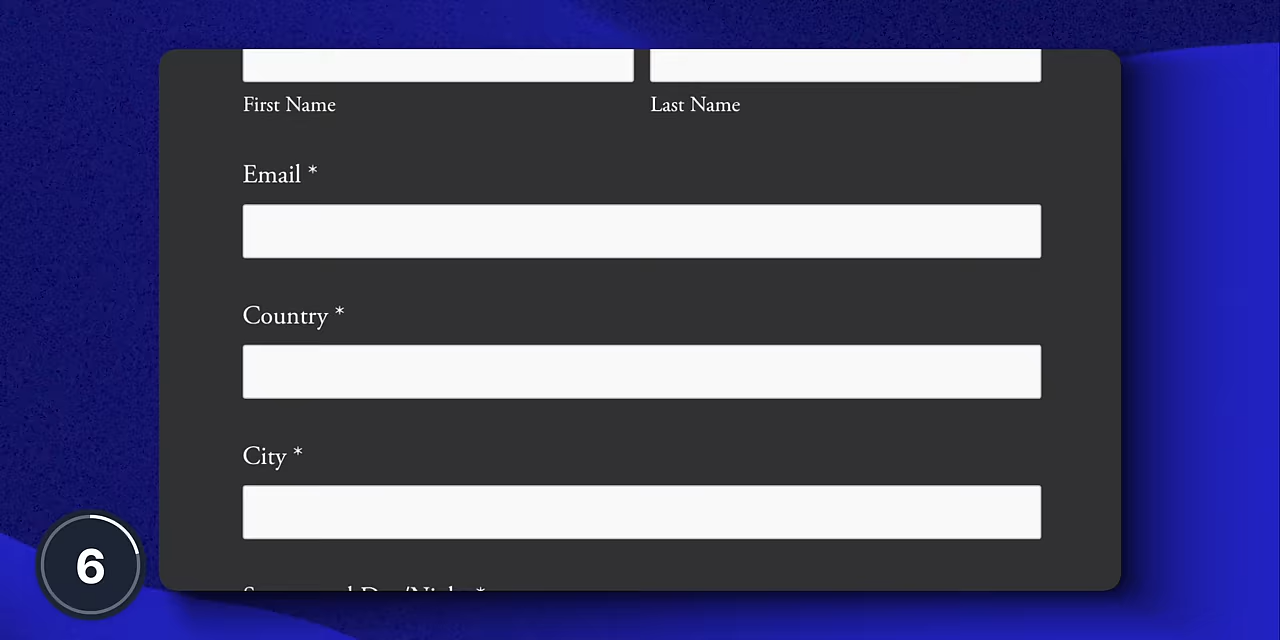 First Name Last Name
Email *
Country *
City *
6